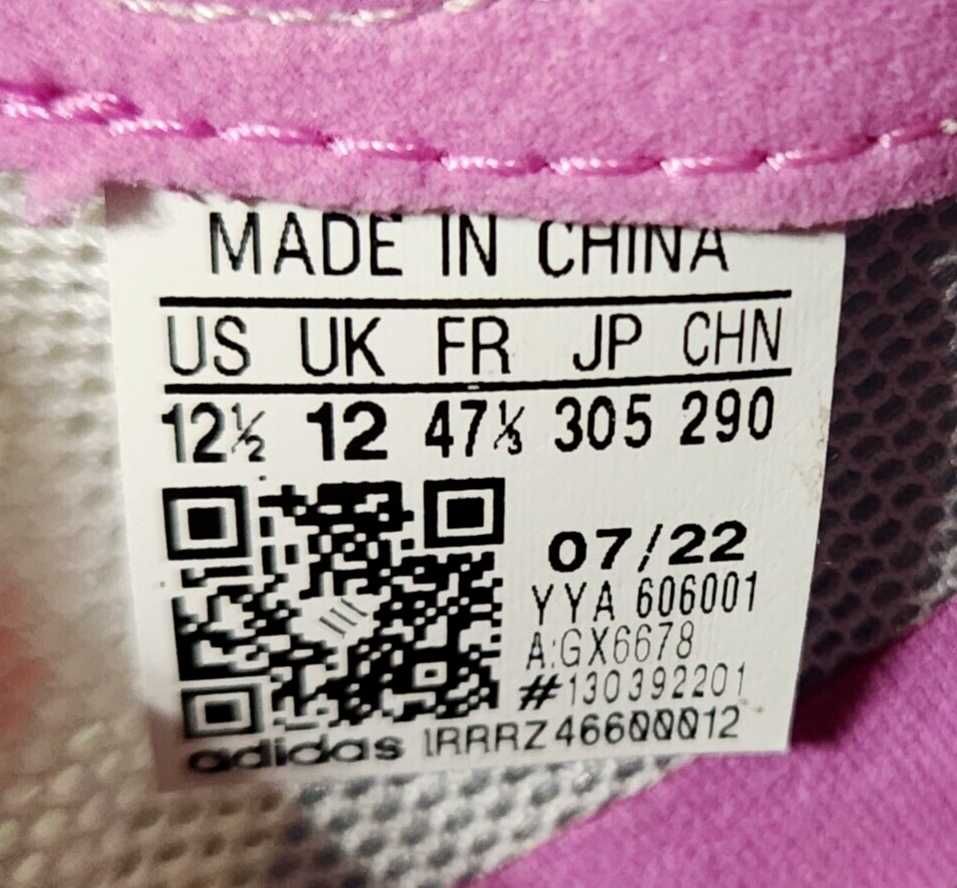 MADE IN CHINA
US UK FR JP CHN
12½ 12 47⅓ 305 290
07/22
YYA 606001
A:GX6678
#130392201
adidas 1RRRZ46600012